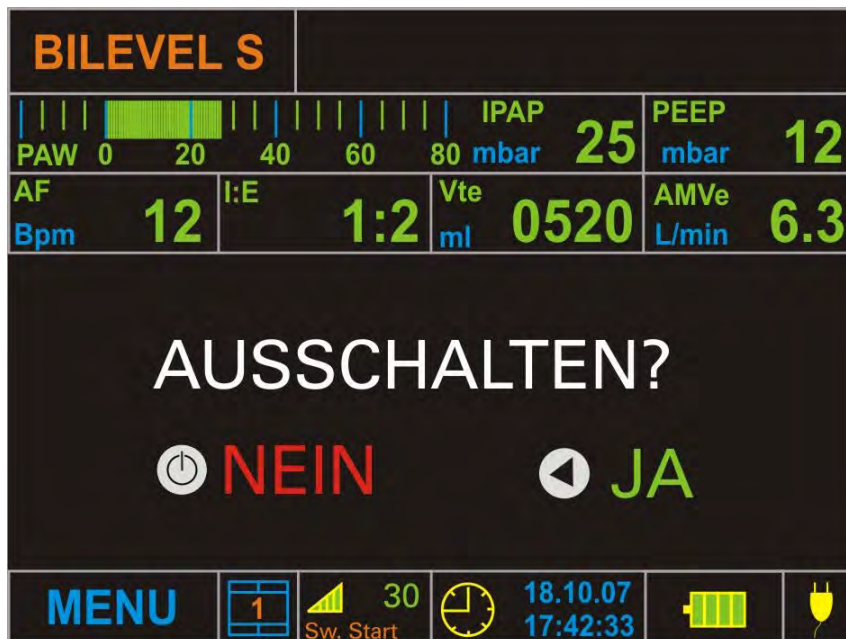 BILEVEL S
PAW 0 20 40 60 80
IPAP
mbar 25
PEEP
mbar 12
AF
Bpm 12
I:E
1:2
Vte
ml 0520
AMVe
L/min 6.3
AUSSCHALTEN?
NEIN JA
MENU
1
30
Sw. Start
18.10.07
17:42:33